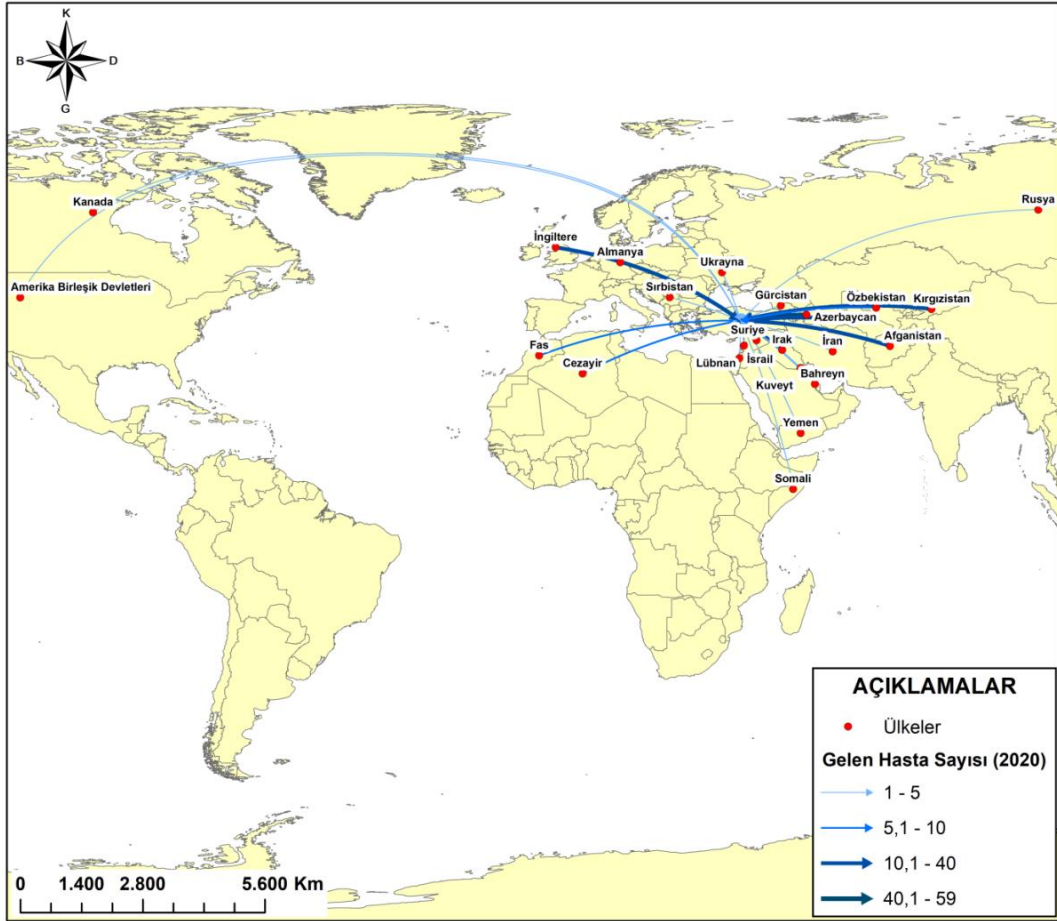 K
B
D
G
Kanada
Rusya
İngiltere
Almanya
Ukrayna
Amerika Birleşik Devletleri
Sırbistan
Gürcistan
Özbekistan
Kırgızistan
Azerbaycan
Suriye
Irak
İran
Afganistan
Fas
Cezayir
Lübnan
İsrail
Kuveyt
Bahreyn
Yemen
Somali
AÇIKLAMALAR
Ülkeler
Gelen Hasta Sayısı (2020)
1 - 5
5,1 - 10
10,1 - 40
40,1 - 59
0 1.400 2.800 5.600 Km